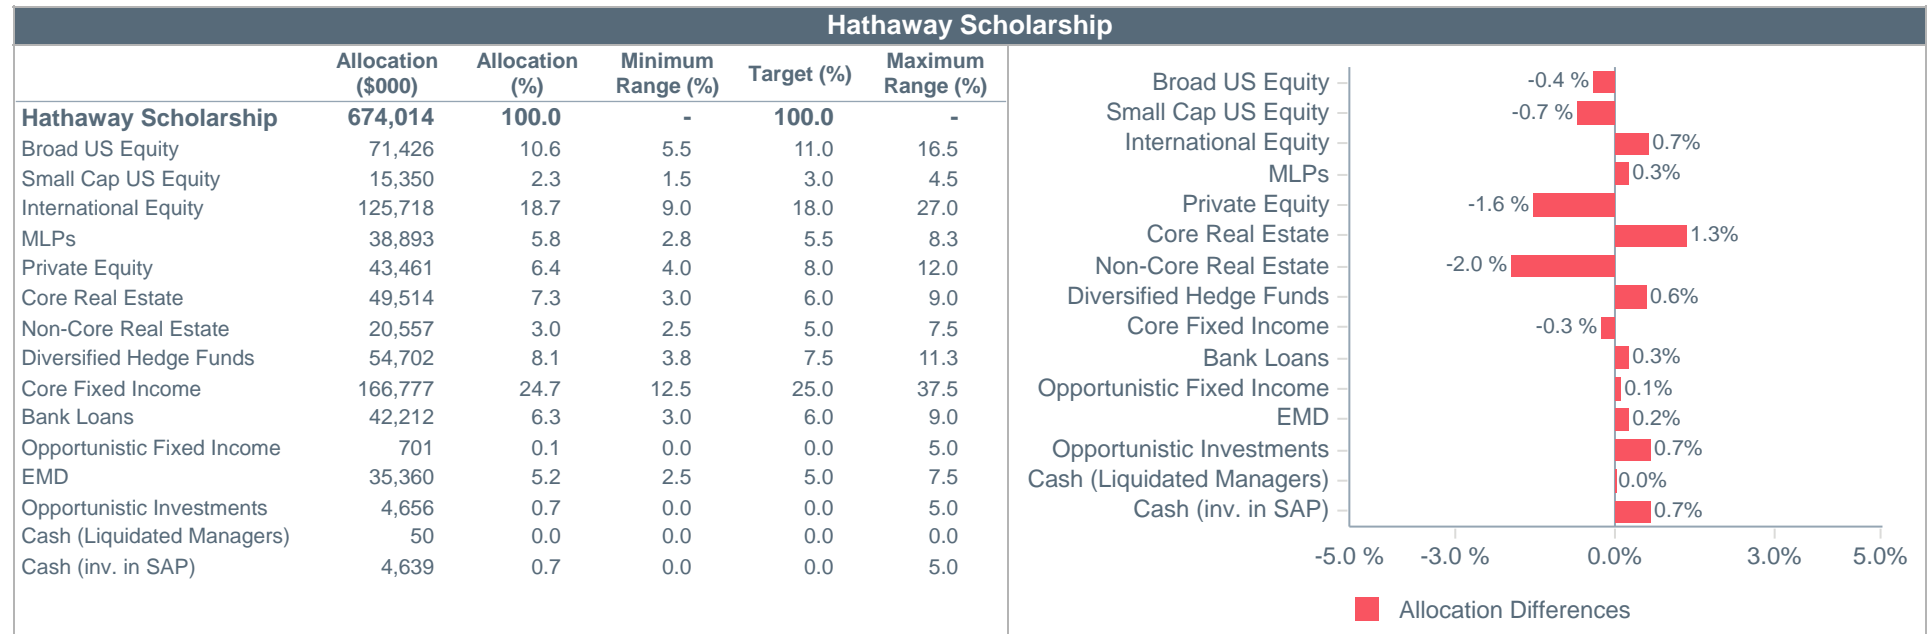 Hathaway Scholarship
Allocation ($000) Allocation (%) Minimum Range (%) Target (%) Maximum Range (%)
Hathaway Scholarship 674,014 100.0 - 100.0 -
Broad US Equity 71,426 10.6 5.5 11.0 16.5
Small Cap US Equity 15,350 2.3 1.5 3.0 4.5
International Equity 125,718 18.7 9.0 18.0 27.0
MLPs 38,893 5.8 2.8 5.5 8.3
Private Equity 43,461 6.4 4.0 8.0 12.0
Core Real Estate 49,514 7.3 3.0 6.0 9.0
Non-Core Real Estate 20,557 3.0 2.5 5.0 7.5
Diversified Hedge Funds 54,702 8.1 3.8 7.5 11.3
Core Fixed Income 166,777 24.7 12.5 25.0 37.5
Bank Loans 42,212 6.3 3.0 6.0 9.0
Opportunistic Fixed Income 701 0.1 0.0 0.0 5.0
EMD 35,360 5.2 2.5 5.0 7.5
Opportunistic Investments 4,656 0.7 0.0 0.0 5.0
Cash (Liquidated Managers) 50 0.0 0.0 0.0 0.0
Cash (inv. in SAP) 4,639 0.7 0.0 0.0 5.0
Broad US Equity -0.4 %
Small Cap US Equity -0.7 %
International Equity 0.7%
MLPs 0.3%
Private Equity -1.6 %
Core Real Estate 1.3%
Non-Core Real Estate -2.0 %
Diversified Hedge Funds 0.6%
Core Fixed Income -0.3 %
Bank Loans 0.3%
Opportunistic Fixed Income 0.1%
EMD 0.2%
Opportunistic Investments 0.7%
Cash (Liquidated Managers) 0.0%
Cash (inv. in SAP) 0.7%
-5.0 % -3.0 % 0.0% 3.0% 5.0%
Allocation Differences